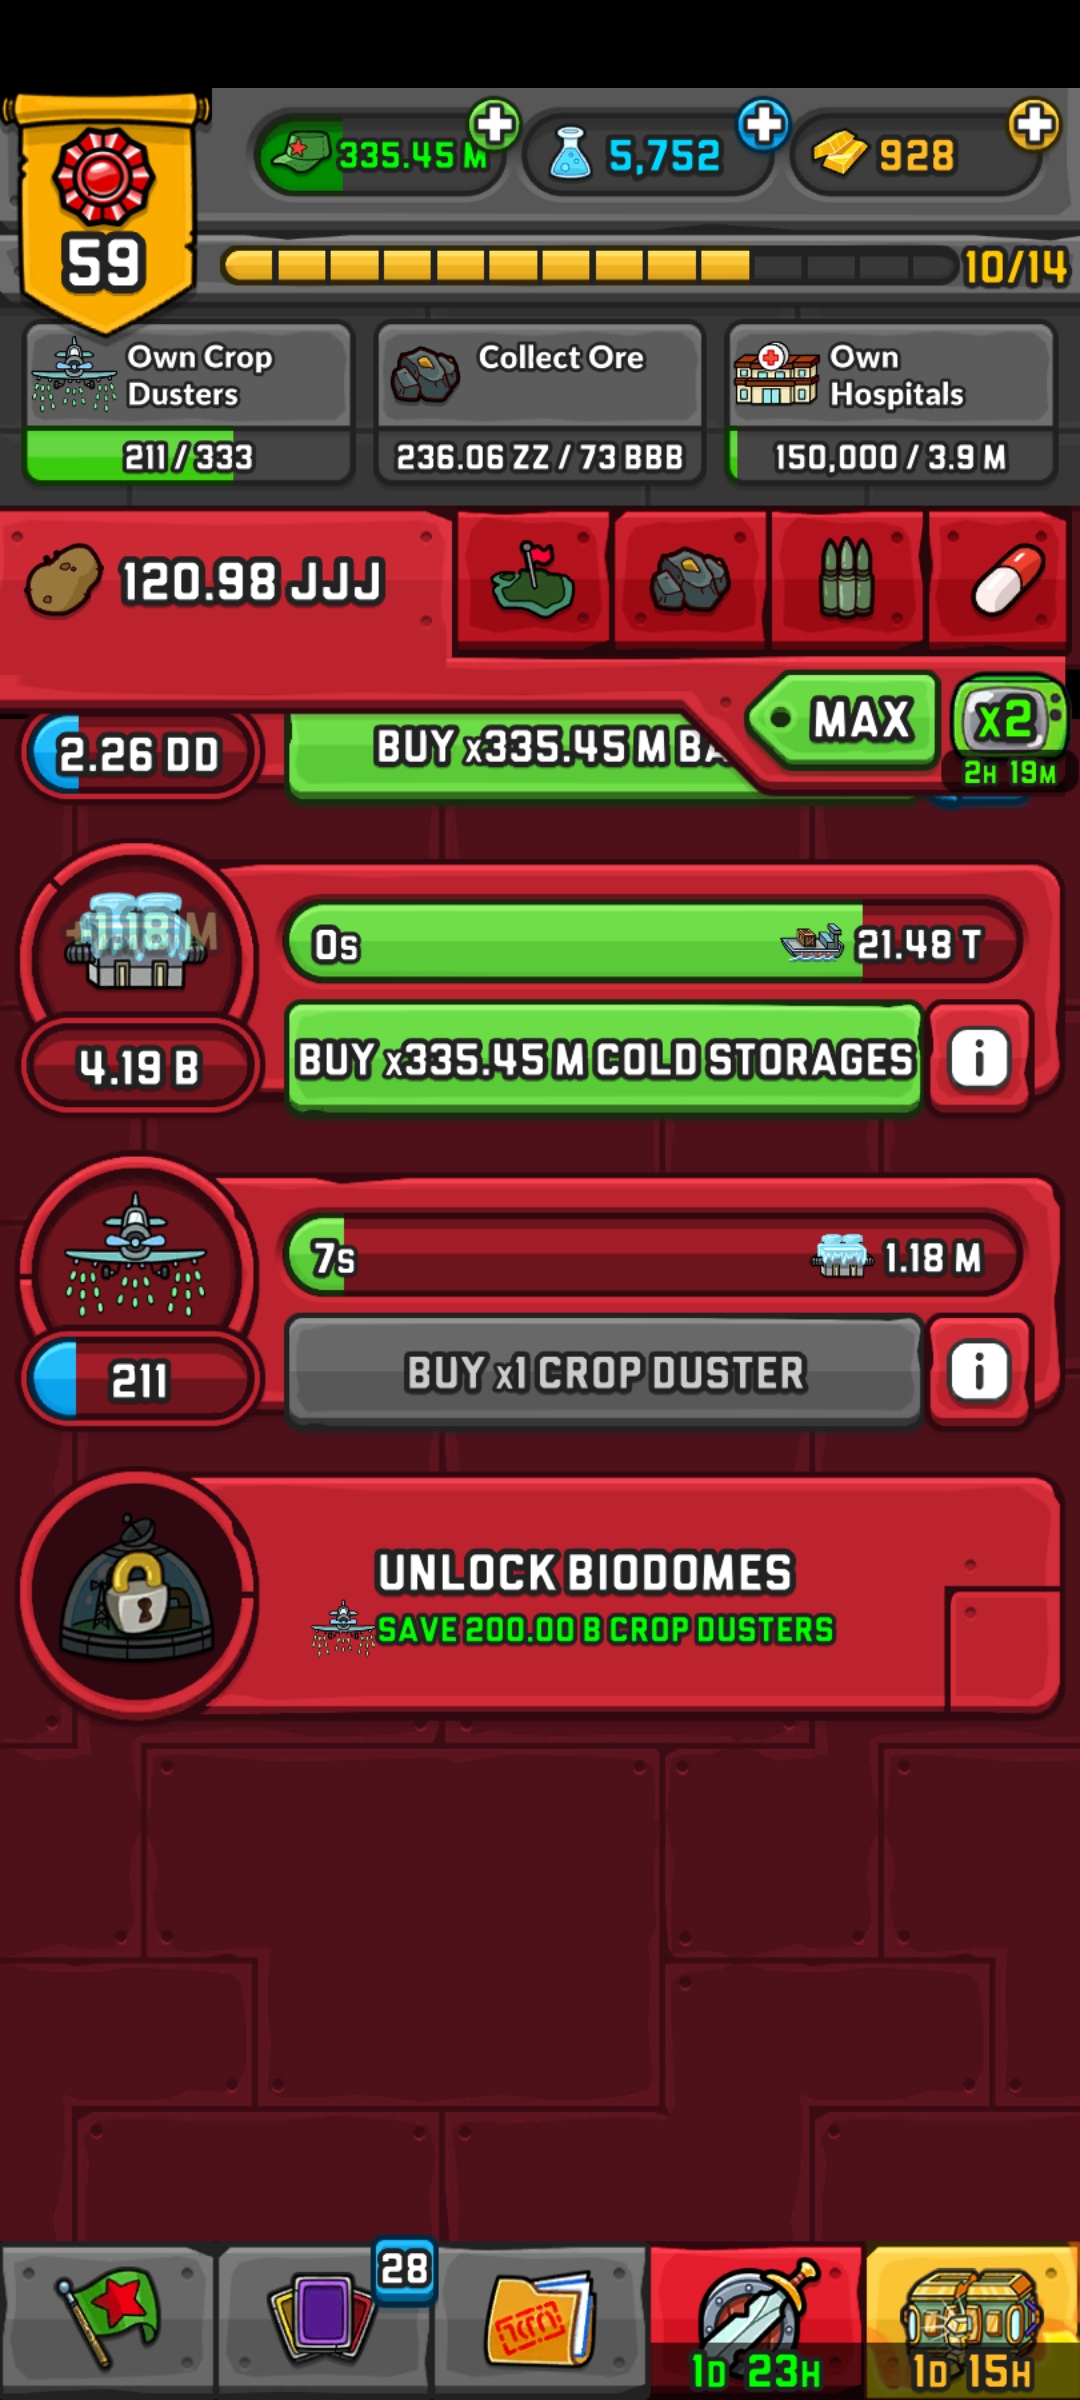 335.45 M
5,752
928
59
10/14
Own Crop
Dusters
Collect Ore
Own
Hospitals
211 / 333
236.06 ZZ / 73 BBB
150,000 / 3.9 M
120.98 JJJ
MAX
x2
2H 19M
2.26 DD
BUY x335.45 M BA
+1.18 M
0s
21.48 T
4.19 B
BUY x335.45 M COLD STORAGES
i
7s
1.18 M
211
BUY x1 CROP DUSTER
i
UNLOCK BIODOMES
SAVE 200.00 B CROP DUSTERS
28
1D 23H
1D 15H